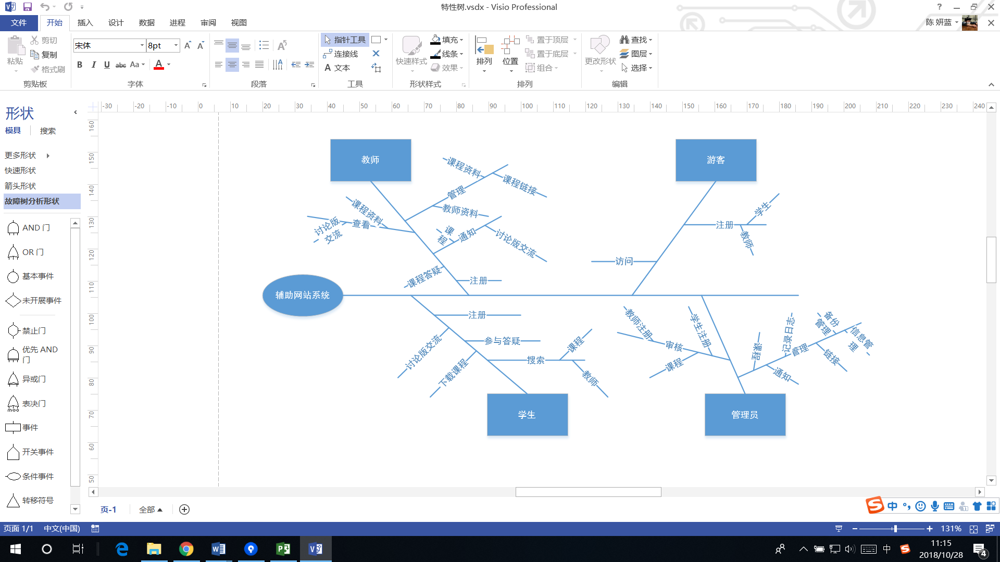 特性树.vsdx - Visio Professional
?
文件
开始
插入
设计
数据
进程
审阅
视图
陈 妍蓝
粘贴
剪切
复制
格式刷
剪贴板
宋体
8pt
A A
B I U abc Aa A
字体
段落
指针工具
连接线
A 文本
工具
快速样式
填充
线条
效果
形状样式
排列
位置
置于顶层
置于底层
组合
排列
更改形状
查找
图层
选择
编辑
-30 -20 -10 0 10 20 30 40 50 60 70 80 90 100 110 120 130 140 150 160 170 180 190 200 210 220 230 240
160
150
140
130
120
110
100
90
80
70
60
50
形状
模具
搜索
更多形状
快速形状
箭头形状
故障树分析形状
AND 门
OR 门
基本事件
未开展事件
禁止门
优先 AND
门
异或门
表决门
事件
开关事件
条件事件
转移符号
教师
游客
课程资料
课程链接
管理
教师资料
课程资料
查看
讨论版
交流
课
程
通知
讨论版交流
课程答疑
注册
学生
注册
教师
访问
辅助网站系统
注册
讨论版交流
参与答疑
下载课程
搜索
课程
教师
学生
教师注册
学生注册
审核
课程
课程
记录日志
管理
通知
备份
管理
信息管
理
链接
管理员
页-1
全部
中
页面 1/1
中文(中国)
131%
中
11:15
2018/10/28
4